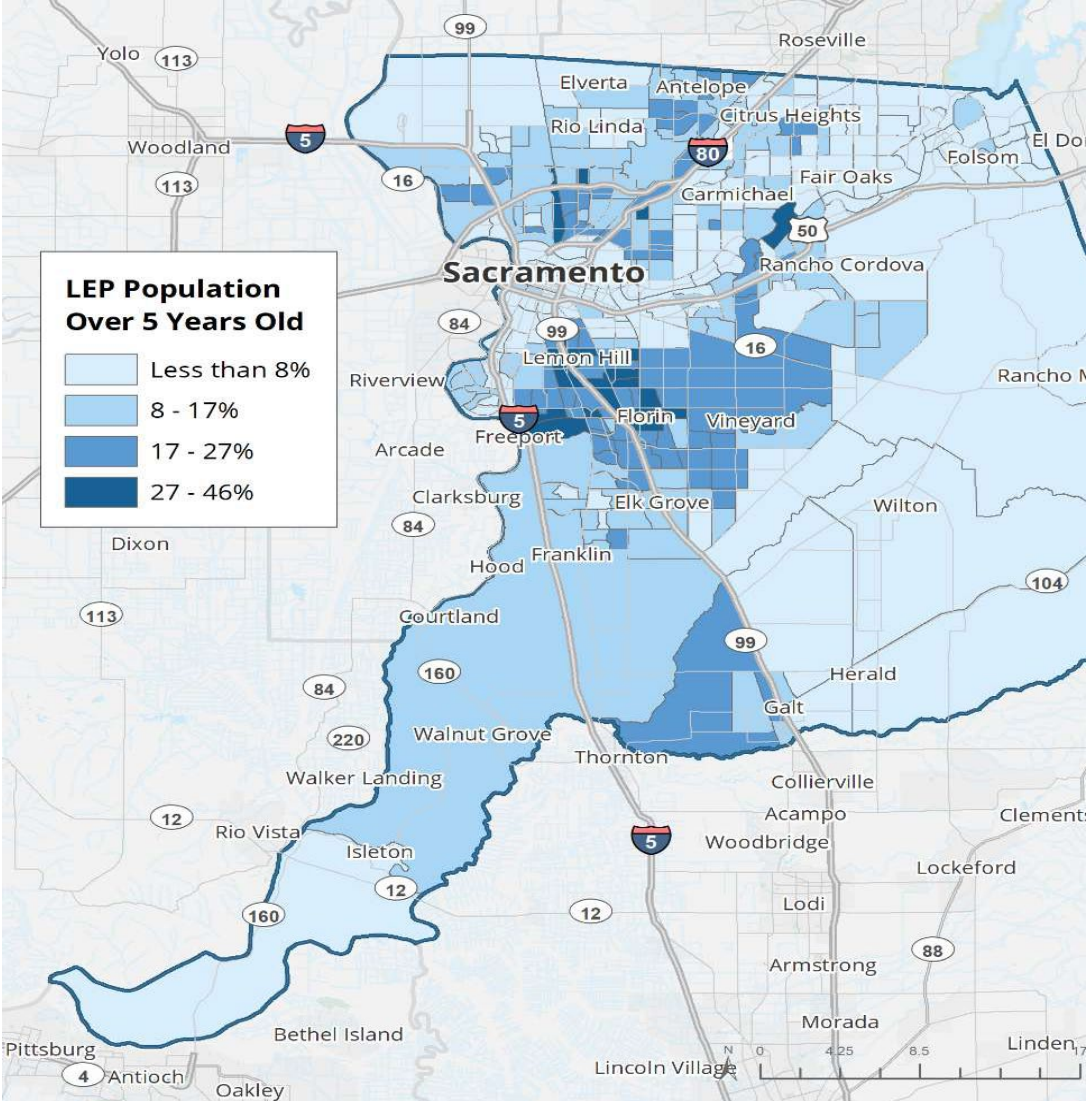 99
Roseville
Yolo
113
Elverta
Antelope
Citrus Heights
Rio Linda
Woodland
5
80
Folsom
113
16
Fair Oaks
Carmichael
50
LEP Population
Over 5 Years Old
Less than 8%
8 - 17%
17 - 27%
27 - 46%
Sacramento
Rancho Cordova
84
99
16
Lemon Hill
Riverview
Rancho M
5
Florin
Vineyard
Freeport
Arcade
Clarksburg
Elk Grove
Wilton
84
Dixon
Franklin
Hood
104
113
Courtland
99
160
Herald
84
Galt
220
Walnut Grove
Thornton
Walker Landing
Collierville
12
Acampo
Clements
Rio Vista
5
Woodbridge
Isleton
Lockeford
12
Lodi
160
12
88
Armstrong
Bethel Island
Morada
Pittsburg
Linden
N
0
4.25
8.5
17
4
Antioch
Lincoln Village
Oakley